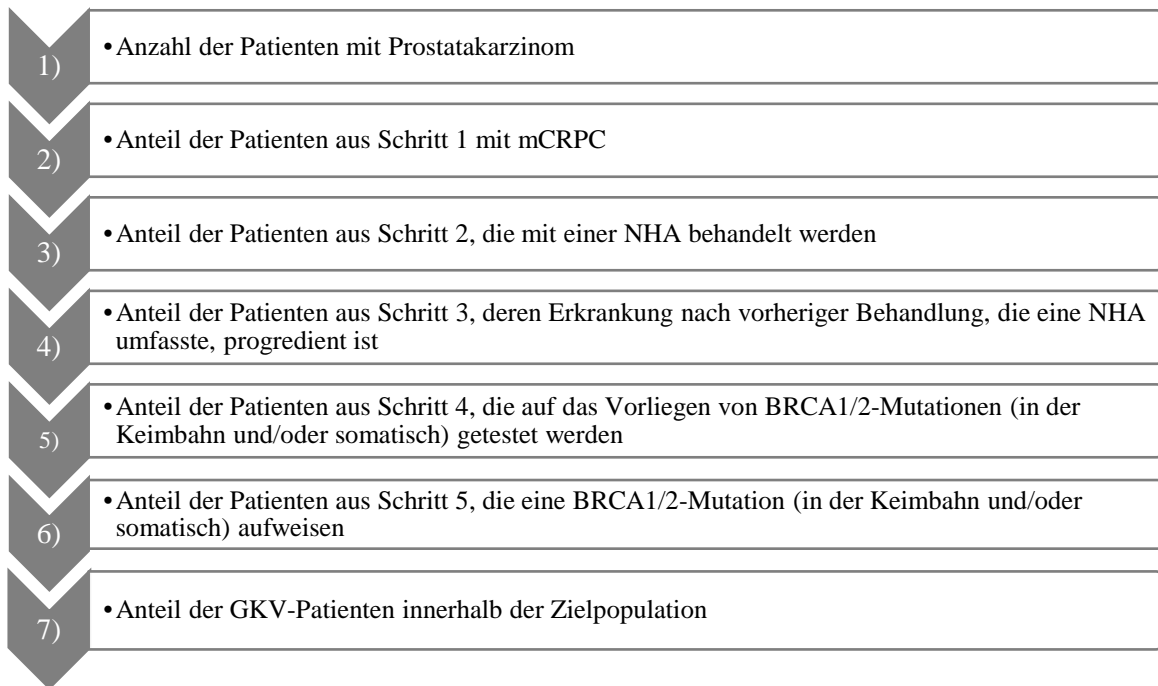 1)
•Anzahl der Patienten mit Prostatakarzinom
2)
•Anteil der Patienten aus Schritt 1 mit mCRPC
3)
•Anteil der Patienten aus Schritt 2, die mit einer NHA behandelt werden
4)
•Anteil der Patienten aus Schritt 3, deren Erkrankung nach vorheriger Behandlung, die eine NHA
umfasste, progredient ist
5)
•Anteil der Patienten aus Schritt 4, die auf das Vorliegen von BRCA1/2-Mutationen (in der
Keimbahn und/oder somatisch) getestet werden
6)
•Anteil der Patienten aus Schritt 5, die eine BRCA1/2-Mutation (in der Keimbahn und/oder
somatisch) aufweisen
7)
•Anteil der GKV-Patienten innerhalb der Zielpopulation